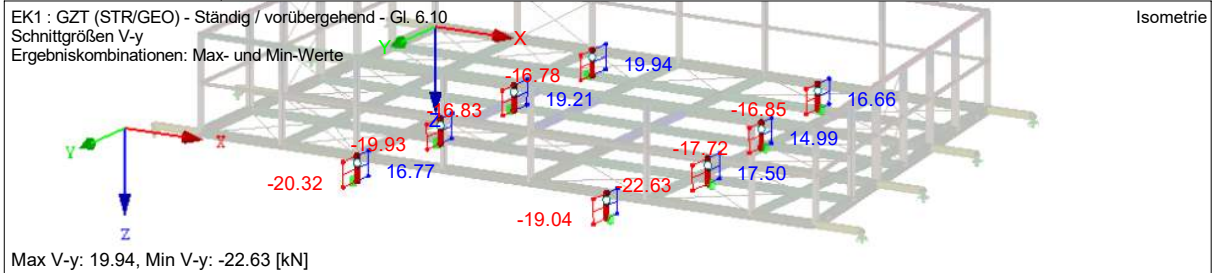 EK1 : GZT (STR/GEO) - Ständig / vorübergehend - Gl. 6.10
Isometrie
Schnittgrößen V-y
Ergebniskombinationen: Max- und Min-Werte
Y
X
19.94
-16.78
19.21
16.66
-16.83
Z
-16.85
14.99
Y
X
-19.93
16.77
-17.72
17.50
-20.32
-22.63
-19.04
Z
Max V-y: 19.94, Min V-y: -22.63 [kN]